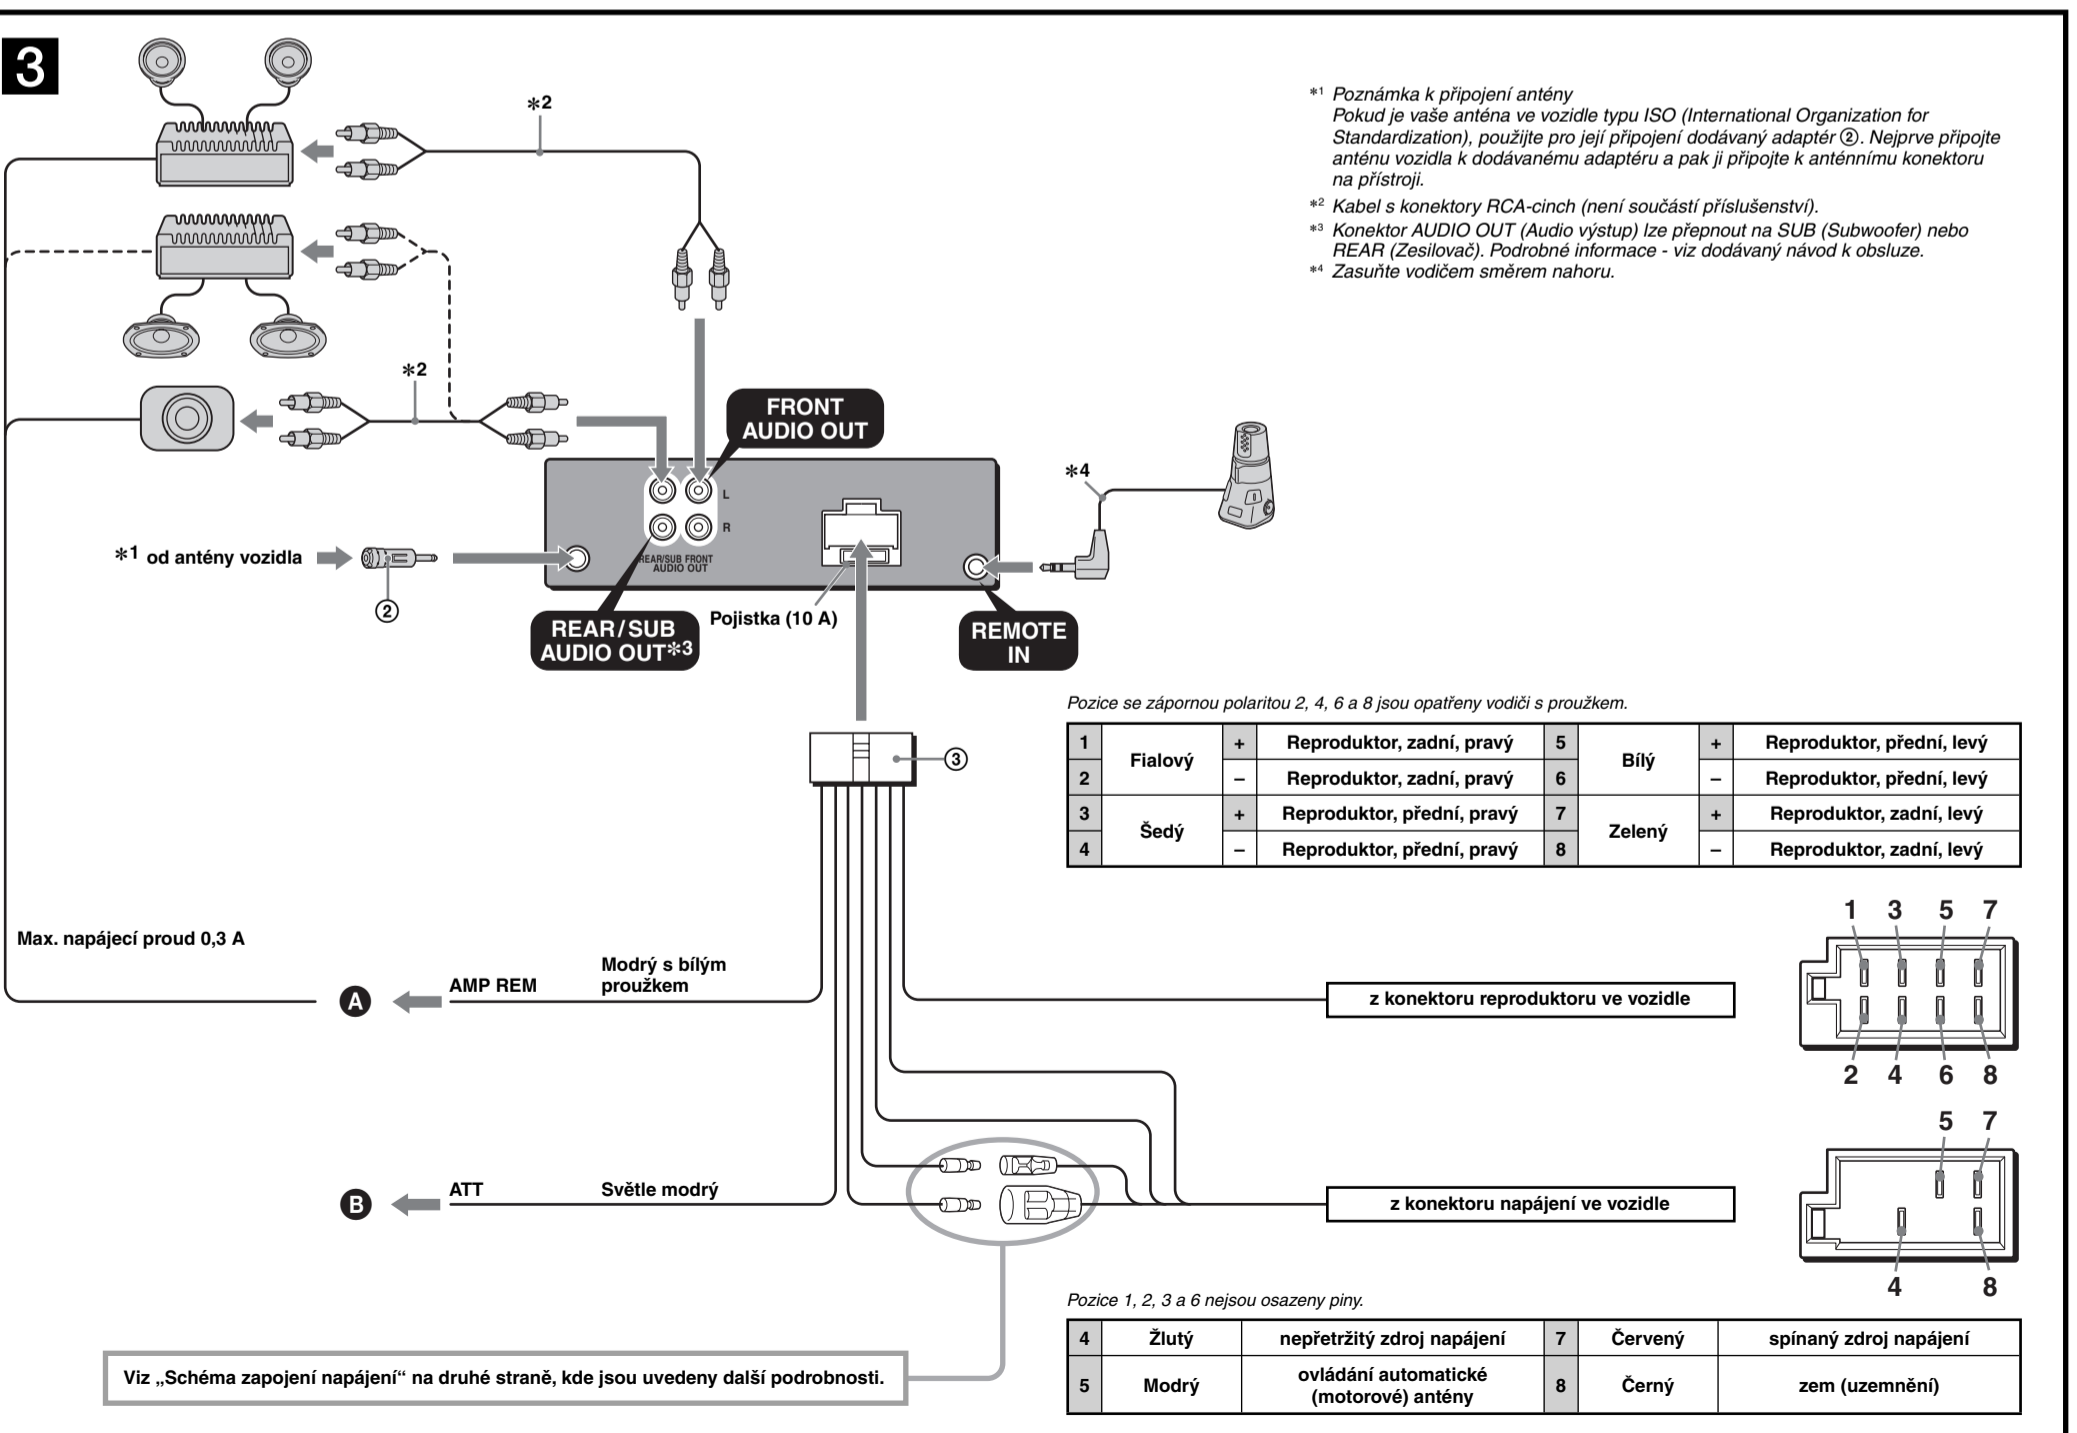 3
*2
*1 Poznámka k připojení antény
Pokud je vaše anténa ve vozidle typu ISO (International Organization for
Standardization), použijte pro její připojení dodávaný adaptér ②. Nejprve připojte
anténu vozidla k dodávanému adaptéru a pak ji připojte k anténnímu konektoru
na přístroji.
*2 Kabel s konektory RCA-cinch (není součástí příslušenství).
*3 Konektor AUDIO OUT (Audio výstup) lze přepnout na SUB (Subwoofer) nebo
REAR (Zesilovač). Podrobné informace - viz dodávaný návod k obsluze.
*4 Zasuňte vodičem směrem nahoru.
*2
FRONT
AUDIO OUT
*4
L
R
*1 od antény vozidla
REAR/SUB FRONT
AUDIO OUT
②
Pojistka (10 A)
REAR/SUB
AUDIO OUT*3
REMOTE
IN
Pozice se zápornou polaritou 2, 4, 6 a 8 jsou opatřeny vodiči s proužkem.
③
1 Fialový + Reproduktor, zadní, pravý 5 Bílý + Reproduktor, přední, levý
2 – Reproduktor, zadní, pravý 6 – Reproduktor, přední, levý
3 Šedý + Reproduktor, přední, pravý 7 Zelený + Reproduktor, zadní, levý
4 – Reproduktor, přední, pravý 8 – Reproduktor, zadní, levý
Max. napájecí proud 0,3 A
1 3 5 7
A
AMP REM
Modrý s bílým
proužkem
z konektoru reproduktoru ve vozidle
2 4 6 8
5 7
B
ATT
Světle modrý
z konektoru napájení ve vozidle
4 8
Pozice 1, 2, 3 a 6 nejsou osazeny piny.
4 Žlutý nepřetržitý zdroj napájení 7 Červený spínaný zdroj napájení
5 Modrý ovládání automatické
(motorové) antény 8 Černý zem (uzemnění)
Viz „Schéma zapojení napájení“ na druhé straně, kde jsou uvedeny další podrobnosti.